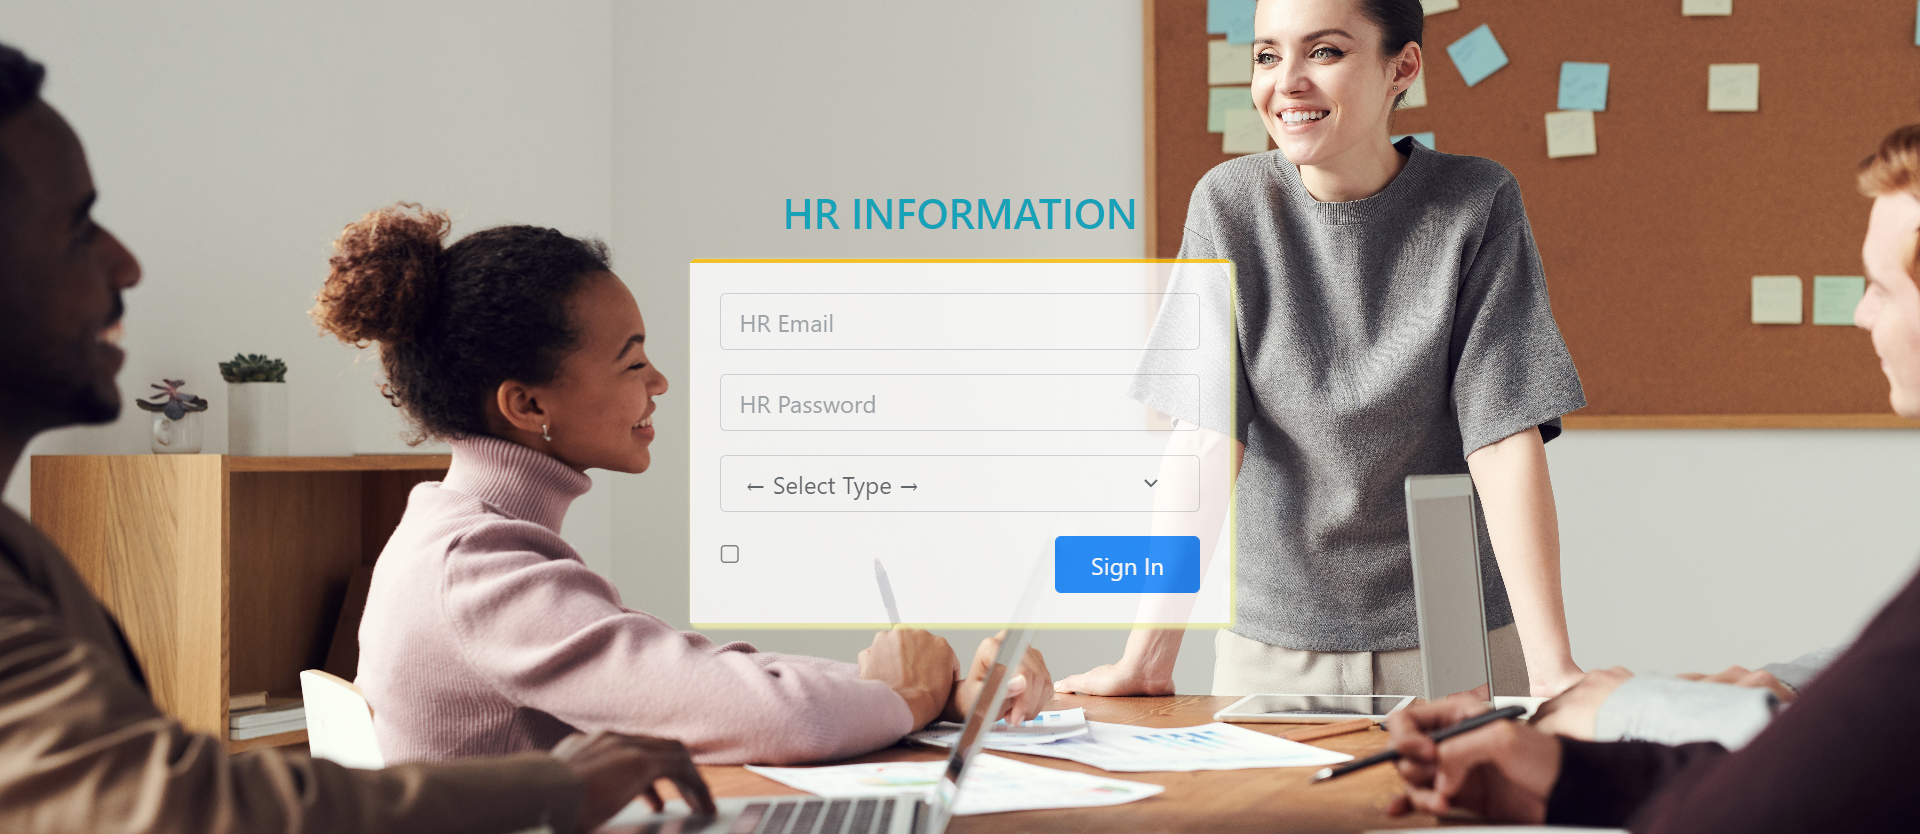 HR INFORMATION
HR Email
HR Password
← Select Type →
Sign In